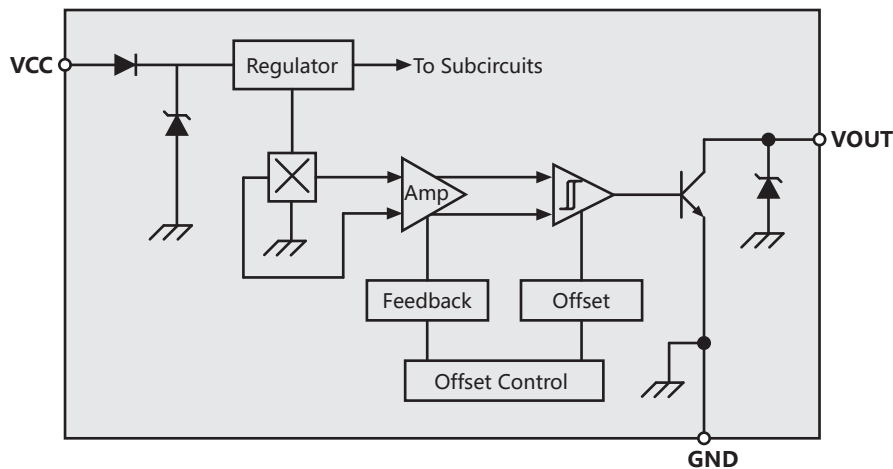 VCC
Regulator
To Subcircuits
VOUT
Amp
Feedback
Offset
Offset Control
GND